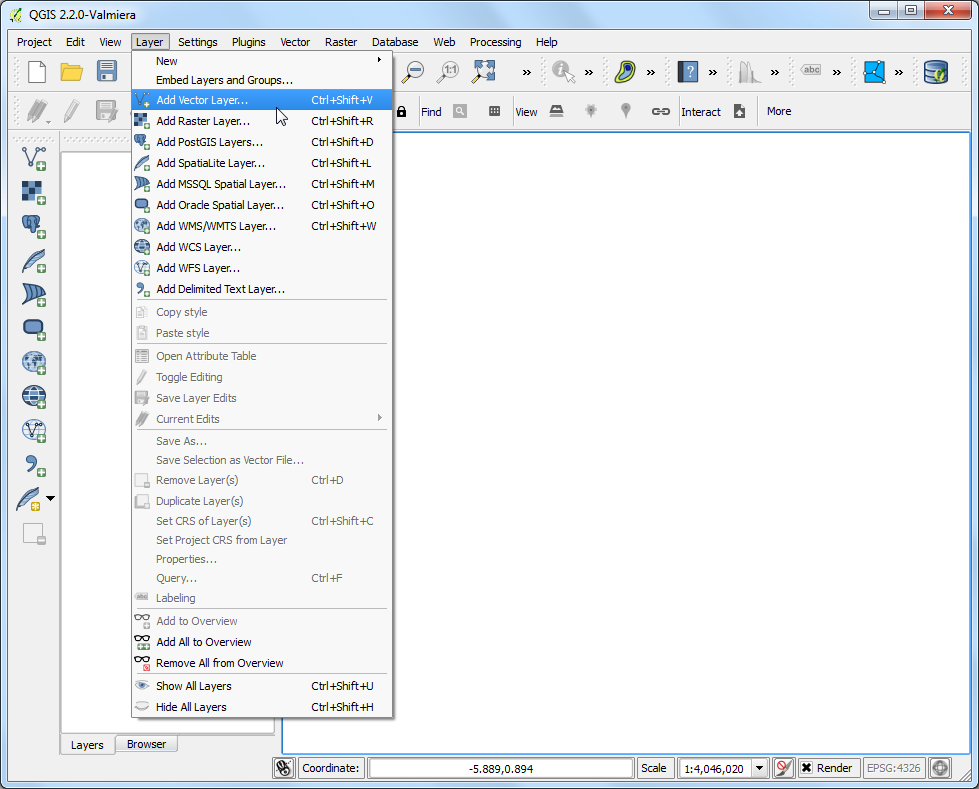 QGIS 2.2.0-Valmiera
Project Edit View Layer Settings Plugins Vector Raster Database Web Processing Help
1:1 » » » ? » » abc » »
Find View Interact More
New
Embed Layers and Groups...
Add Vector Layer... Ctrl+Shift+V
Add Raster Layer... Ctrl+Shift+R
Add PostGIS Layers... Ctrl+Shift+D
Add SpatiaLite Layer... Ctrl+Shift+L
Add MSSQL Spatial Layer... Ctrl+Shift+M
Add Oracle Spatial Layer... Ctrl+Shift+O
Add WMS/WMTS Layer... Ctrl+Shift+W
Add WCS Layer...
Add WFS Layer...
Add Delimited Text Layer...
Copy style
Paste style
Open Attribute Table
Toggle Editing
Save Layer Edits
Current Edits
Save As...
Save Selection as Vector File...
Remove Layer(s) Ctrl+D
Duplicate Layer(s)
Set CRS of Layer(s) Ctrl+Shift+C
Set Project CRS from Layer
Properties...
Query... Ctrl+F
abc Labeling
Add to Overview
Add All to Overview
Remove All from Overview
Show All Layers Ctrl+Shift+U
Hide All Layers Ctrl+Shift+H
Layers Browser
Coordinate: -5.889,0.894 Scale 1:4,046,020 Render EPSG:4326